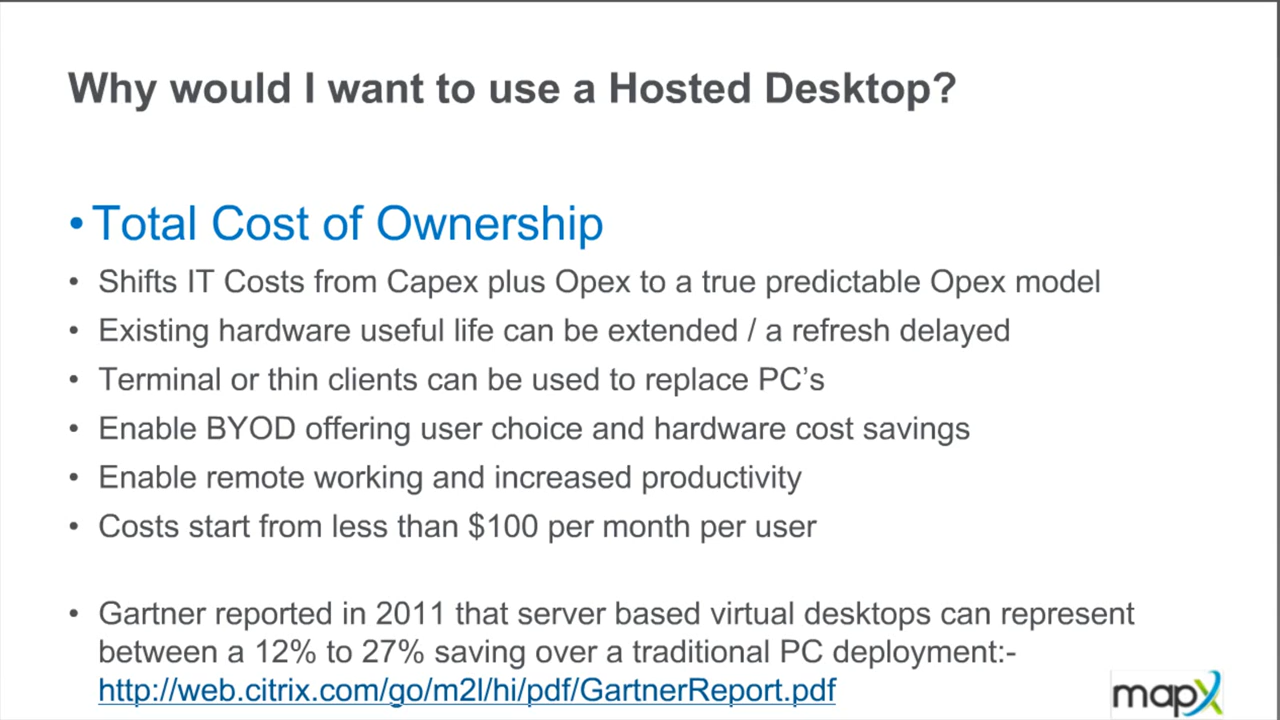 Why would I want to use a Hosted Desktop?
• Total Cost of Ownership
• Shifts IT Costs from Capex plus Opex to a true predictable Opex model
• Existing hardware useful life can be extended / a refresh delayed
• Terminal or thin clients can be used to replace PC’s
• Enable BYOD offering user choice and hardware cost savings
• Enable remote working and increased productivity
• Costs start from less than $100 per month per user
• Gartner reported in 2011 that server based virtual desktops can represent
between a 12% to 27% saving over a traditional PC deployment:-
http://web.citrix.com/go/m2l/hi/pdf/GartnerReport.pdf
mapX